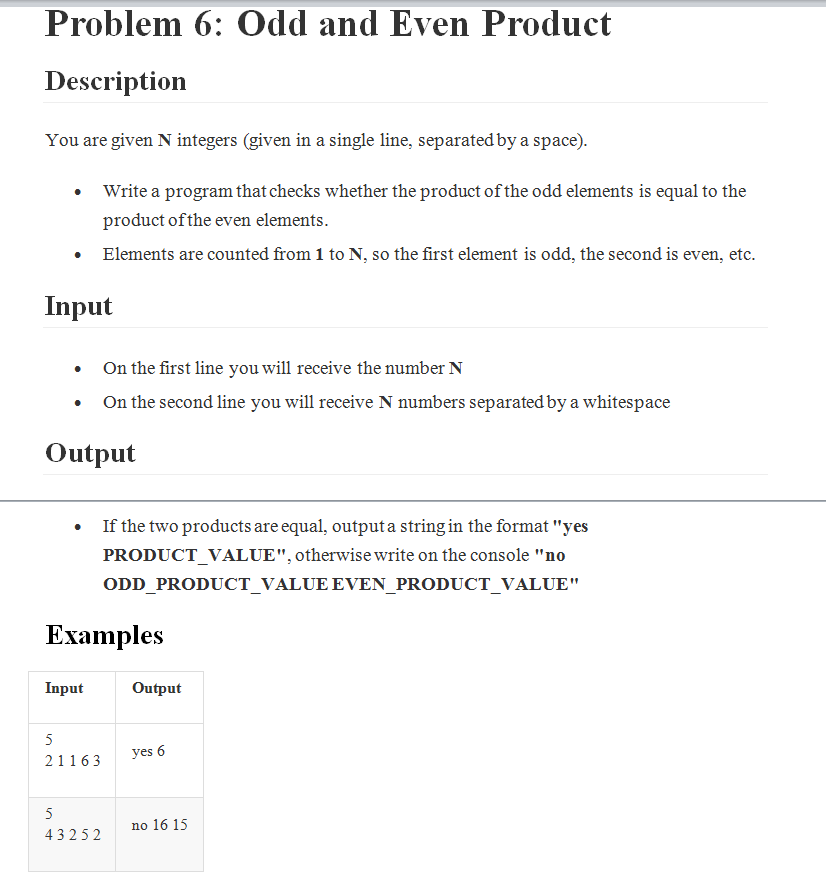 Problem 6: Odd and Even Product
Description
You are given N integers (given in a single line, separated by a space).
• Write a program that checks whether the product of the odd elements is equal to the
product of the even elements.
• Elements are counted from 1 to N, so the first element is odd, the second is even, etc.
Input
• On the first line you will receive the number N
• On the second line you will receive N numbers separated by a whitespace
Output
• If the two products are equal, output a string in the format "yes
PRODUCT_VALUE", otherwise write on the console "no
ODD_PRODUCT_VALUE EVEN_PRODUCT_VALUE"
Examples
Input Output
5
2 1 1 6 3
yes 6
5
4 3 2 5 2
no 16 15